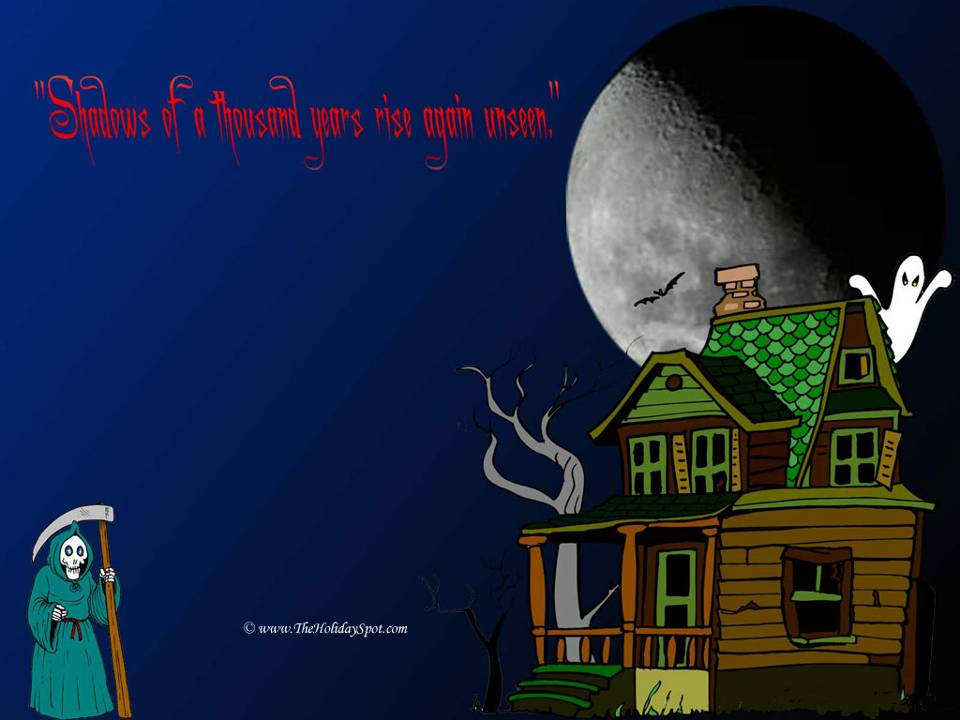 "Shadows of a thousand years rise again unseen."
© www.TheHolidaySpot.com